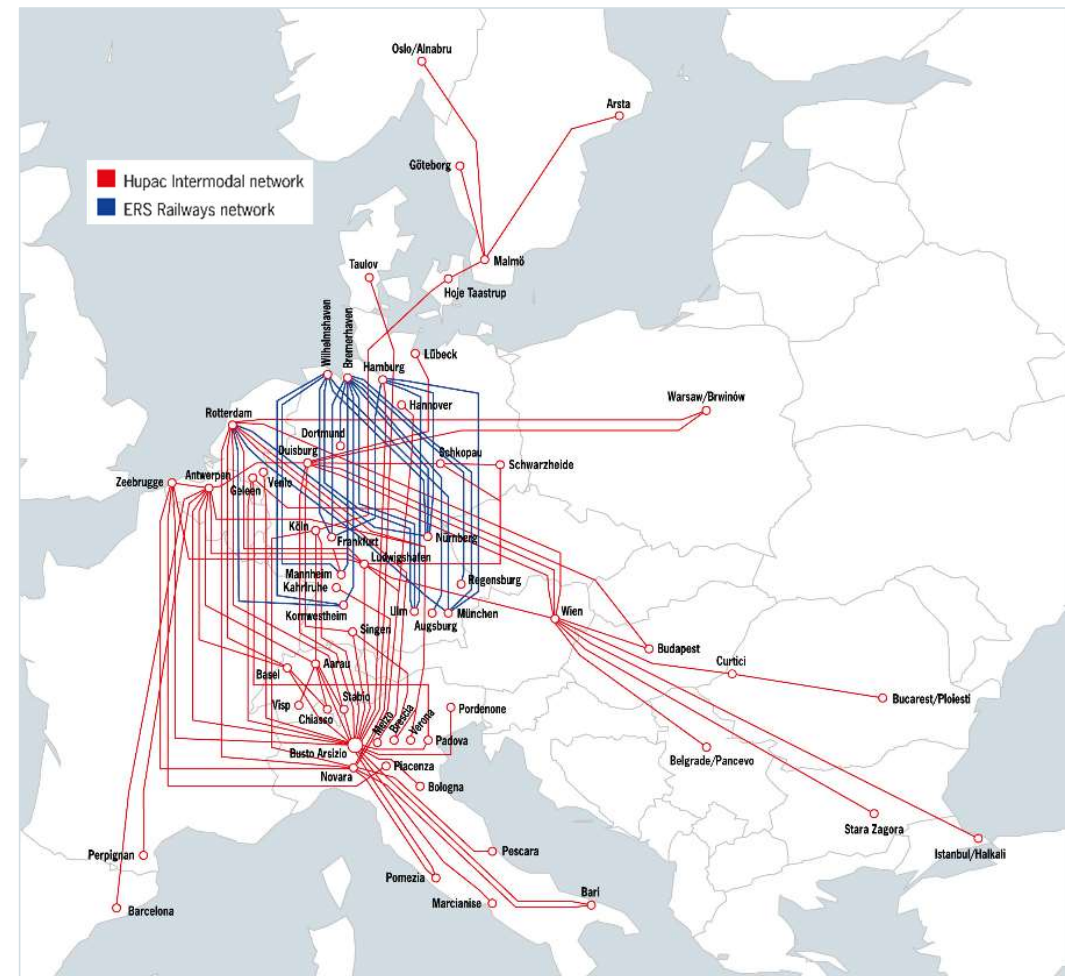 Oslo/Alnabru
Arsta
Göteborg
Hupac Intermodal network
ERS Railways network
Malmö
Taulov
Hoje Taastrup
Wilhelmshaven
Bremerhaven
Lübeck
Hamburg
Hannover
Warsaw/Brwinów
Rotterdam
Dortmund
Duisburg
Schkopau
Schwarzheide
Zeebrugge
Antwerpen
Venlo
Geleen
Köln
Frankfurt
Nürnberg
Ludwigshafen
Mannheim
Kahrlruhe
Regensburg
Kornwestheim
Ulm
Augsburg
München
Wien
Singen
Budapest
Basel
Aarau
Curtici
Bucarest/Ploiesti
Visp
Chiasso
Stabio
Pordenone
Melzo
Brescia
Verona
Padova
Busto Arsizio
Belgrade/Pancevo
Novara
Piacenza
Bologna
Stara Zagora
Istanbul/Halkali
Perpignan
Pescara
Pomezia
Bari
Marcianise
Barcelona